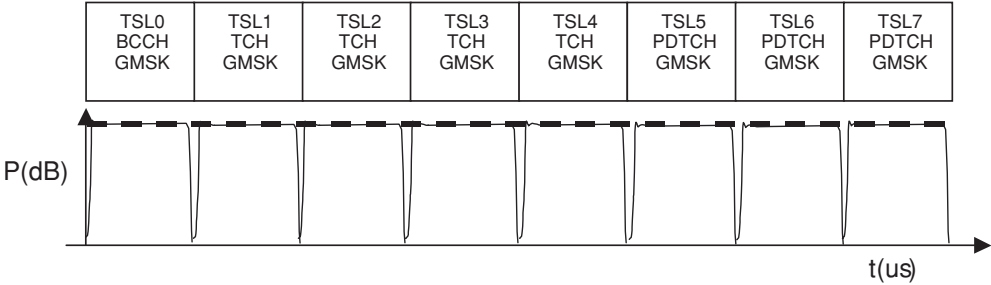 TSL0 TSL1 TSL2 TSL3 TSL4 TSL5 TSL6 TSL7
BCCH TCH TCH TCH TCH PDTCH PDTCH PDTCH
GMSK GMSK GMSK GMSK GMSK GMSK GMSK GMSK
P(dB)
t(us)